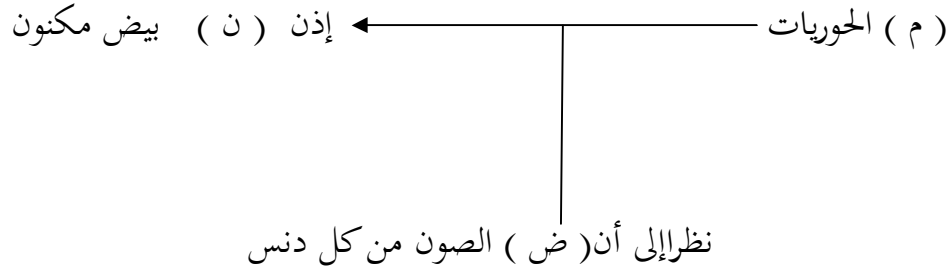 ( م ) الحوريات إذن ( ن ) بيض مكنون
نظراإلى أن( ض ) الصون من كل دنس